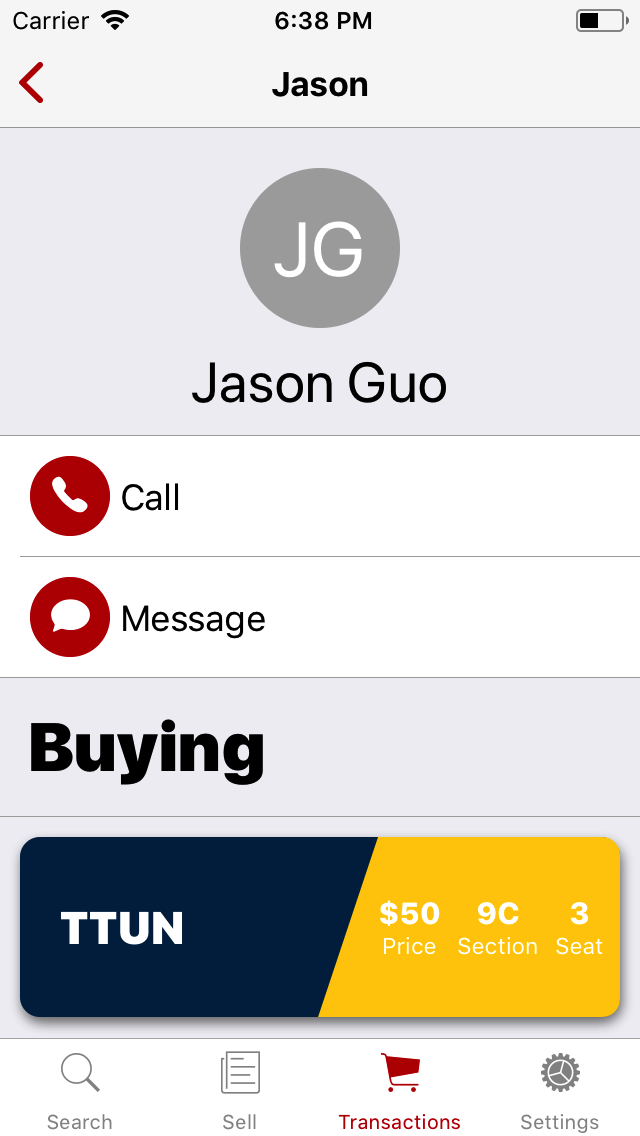 Carrier 6:38 PM
Jason
JG
Jason Guo
Call
Message
Buying
TTUN
$50 9C 3
Price Section Seat
Search Sell Transactions Settings